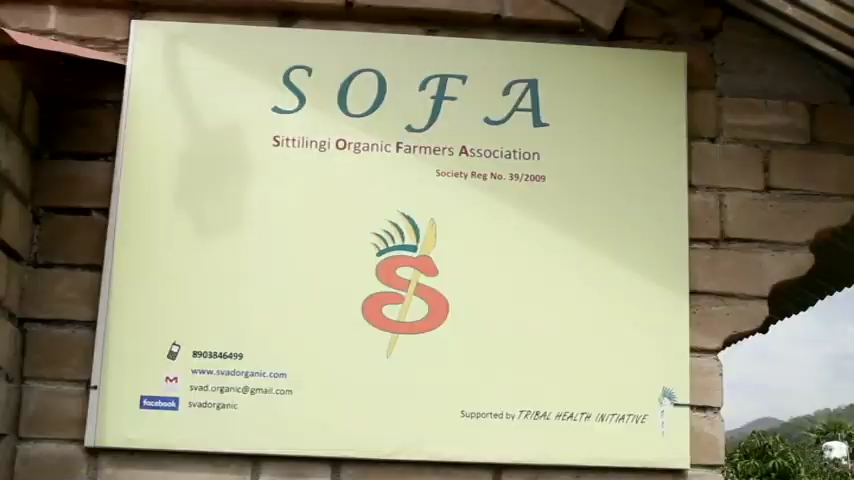 SOFA
Sittilingi Organic Farmers Association
Society Reg No. 39/2009
S
8903846499
www.svadorganic.com
svad.organic@gmail.com
facebook svadorganic
Supported by TRIBAL HEALTH INITIATIVE